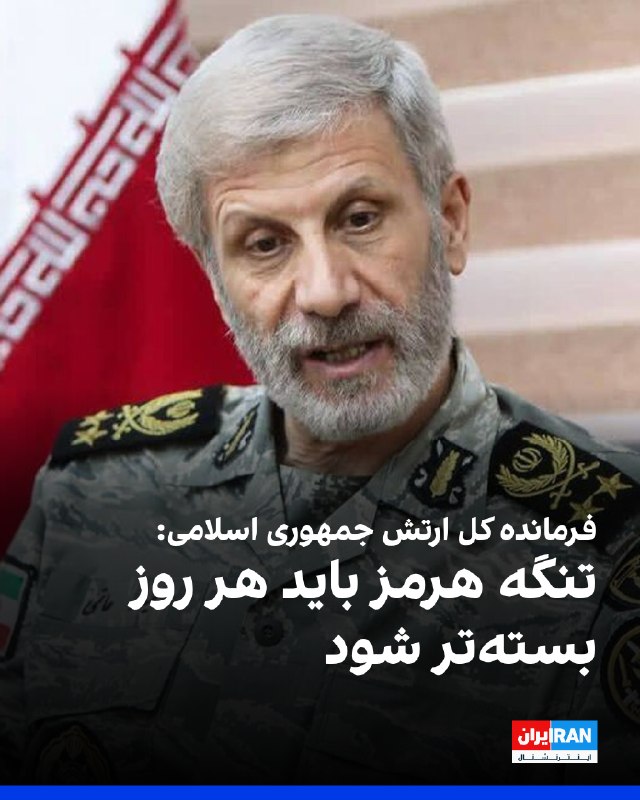 فرمانده کل ارتش جمهوری اسلامی:
تنگه هرمز باید هر روز
بسته‌تر شود
IRANایران
اینترنشنال